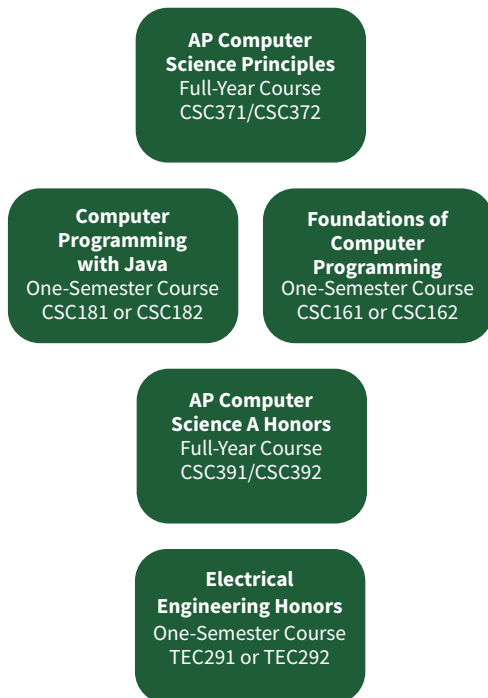 AP Computer
Science Principles
Full-Year Course
CSC371/CSC372
Computer
Programming
with Java
One-Semester Course
CSC181 or CSC182
Foundations of
Computer
Programming
One-Semester Course
CSC161 or CSC162
AP Computer
Science A Honors
Full-Year Course
CSC391/CSC392
Electrical
Engineering Honors
One-Semester Course
TEC291 or TEC292